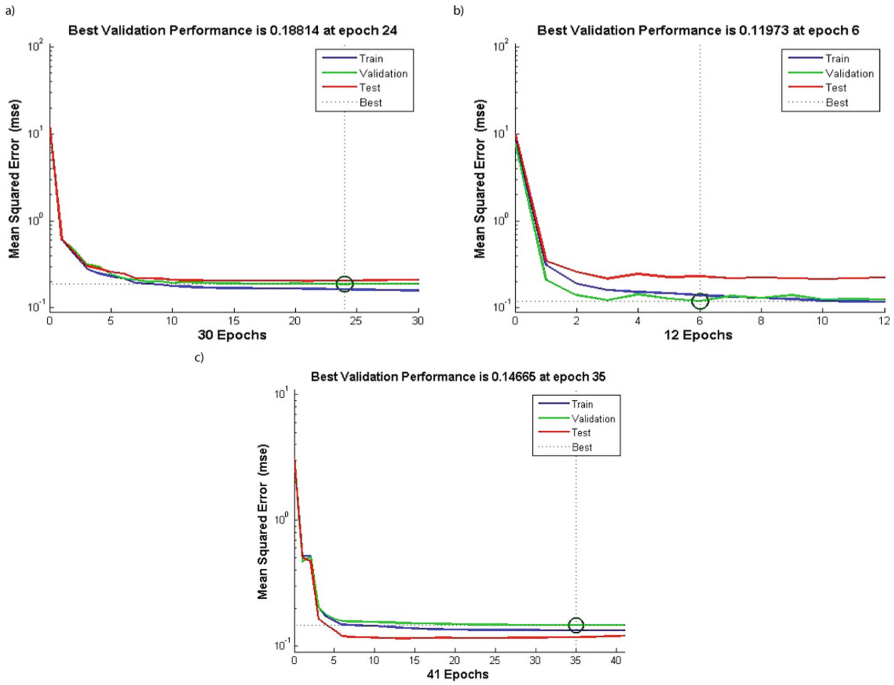 a)
Best Validation Performance is 0.18814 at epoch 24
Mean Squared Error (mse)
10^2
10^1
10^0
10^-1
Train
Validation
Test
Best
0 5 10 15 20 25 30
30 Epochs
b)
Best Validation Performance is 0.11973 at epoch 6
Mean Squared Error (mse)
10^2
10^1
10^0
10^-1
Train
Validation
Test
Best
0 2 4 6 8 10 12
12 Epochs
c)
Best Validation Performance is 0.14665 at epoch 35
Mean Squared Error (mse)
10^1
10^0
10^-1
Train
Validation
Test
Best
0 5 10 15 20 25 30 35 40
41 Epochs